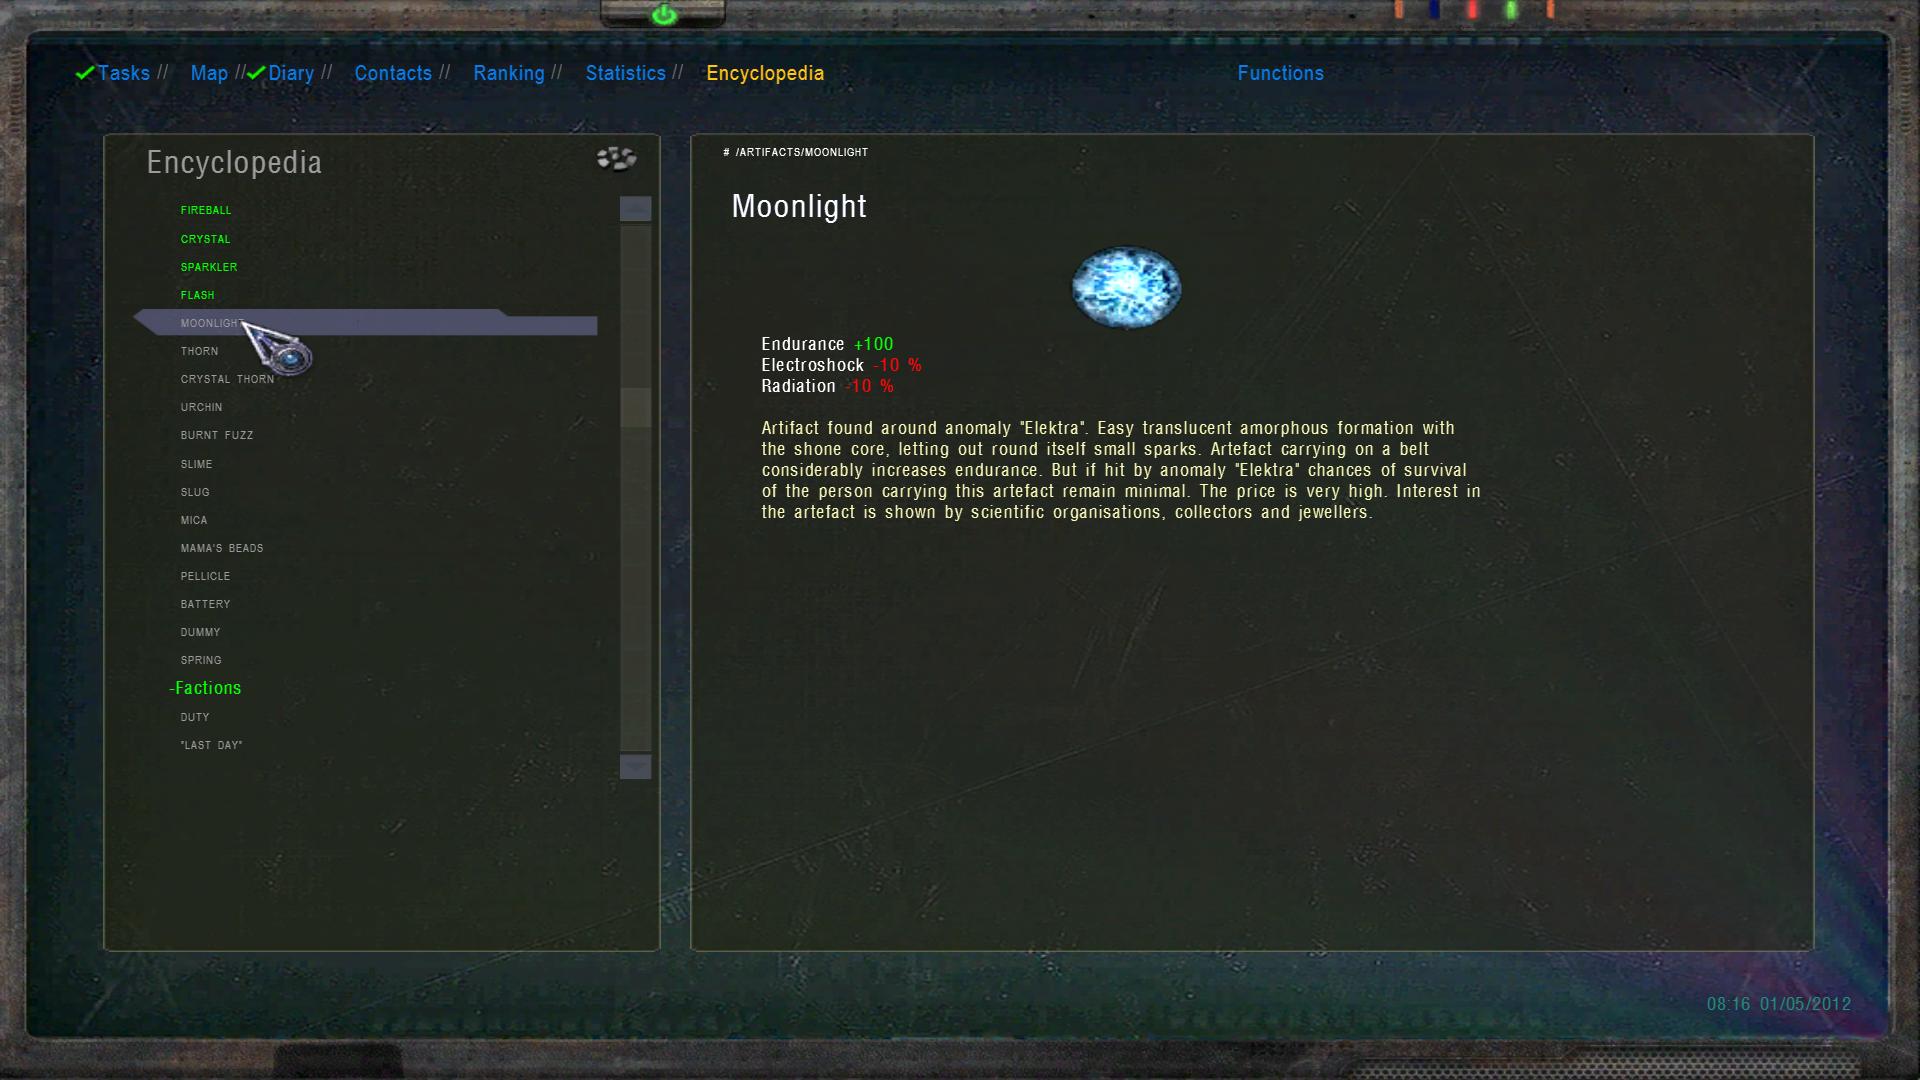 Tasks // Map // Diary // Contacts // Ranking // Statistics // Encyclopedia Functions
Encyclopedia
FIREBALL
CRYSTAL
SPARKLER
FLASH
MOONLIGHT
THORN
CRYSTAL THORN
URCHIN
BURNT FUZZ
SLIME
SLUG
MICA
MAMA'S BEADS
PELLICLE
BATTERY
DUMMY
SPRING
-Factions
DUTY
"LAST DAY"
# /ARTIFACTS/MOONLIGHT
Moonlight
Endurance +100
Electroshock -10 %
Radiation -10 %
Artifact found around anomaly "Elektra". Easy translucent amorphous formation with
the shone core, letting out round itself small sparks. Artefact carrying on a belt
considerably increases endurance. But if hit by anomaly "Elektra" chances of survival
of the person carrying this artefact remain minimal. The price is very high. Interest in
the artefact is shown by scientific organisations, collectors and jewellers.
08:16 01/05/2012